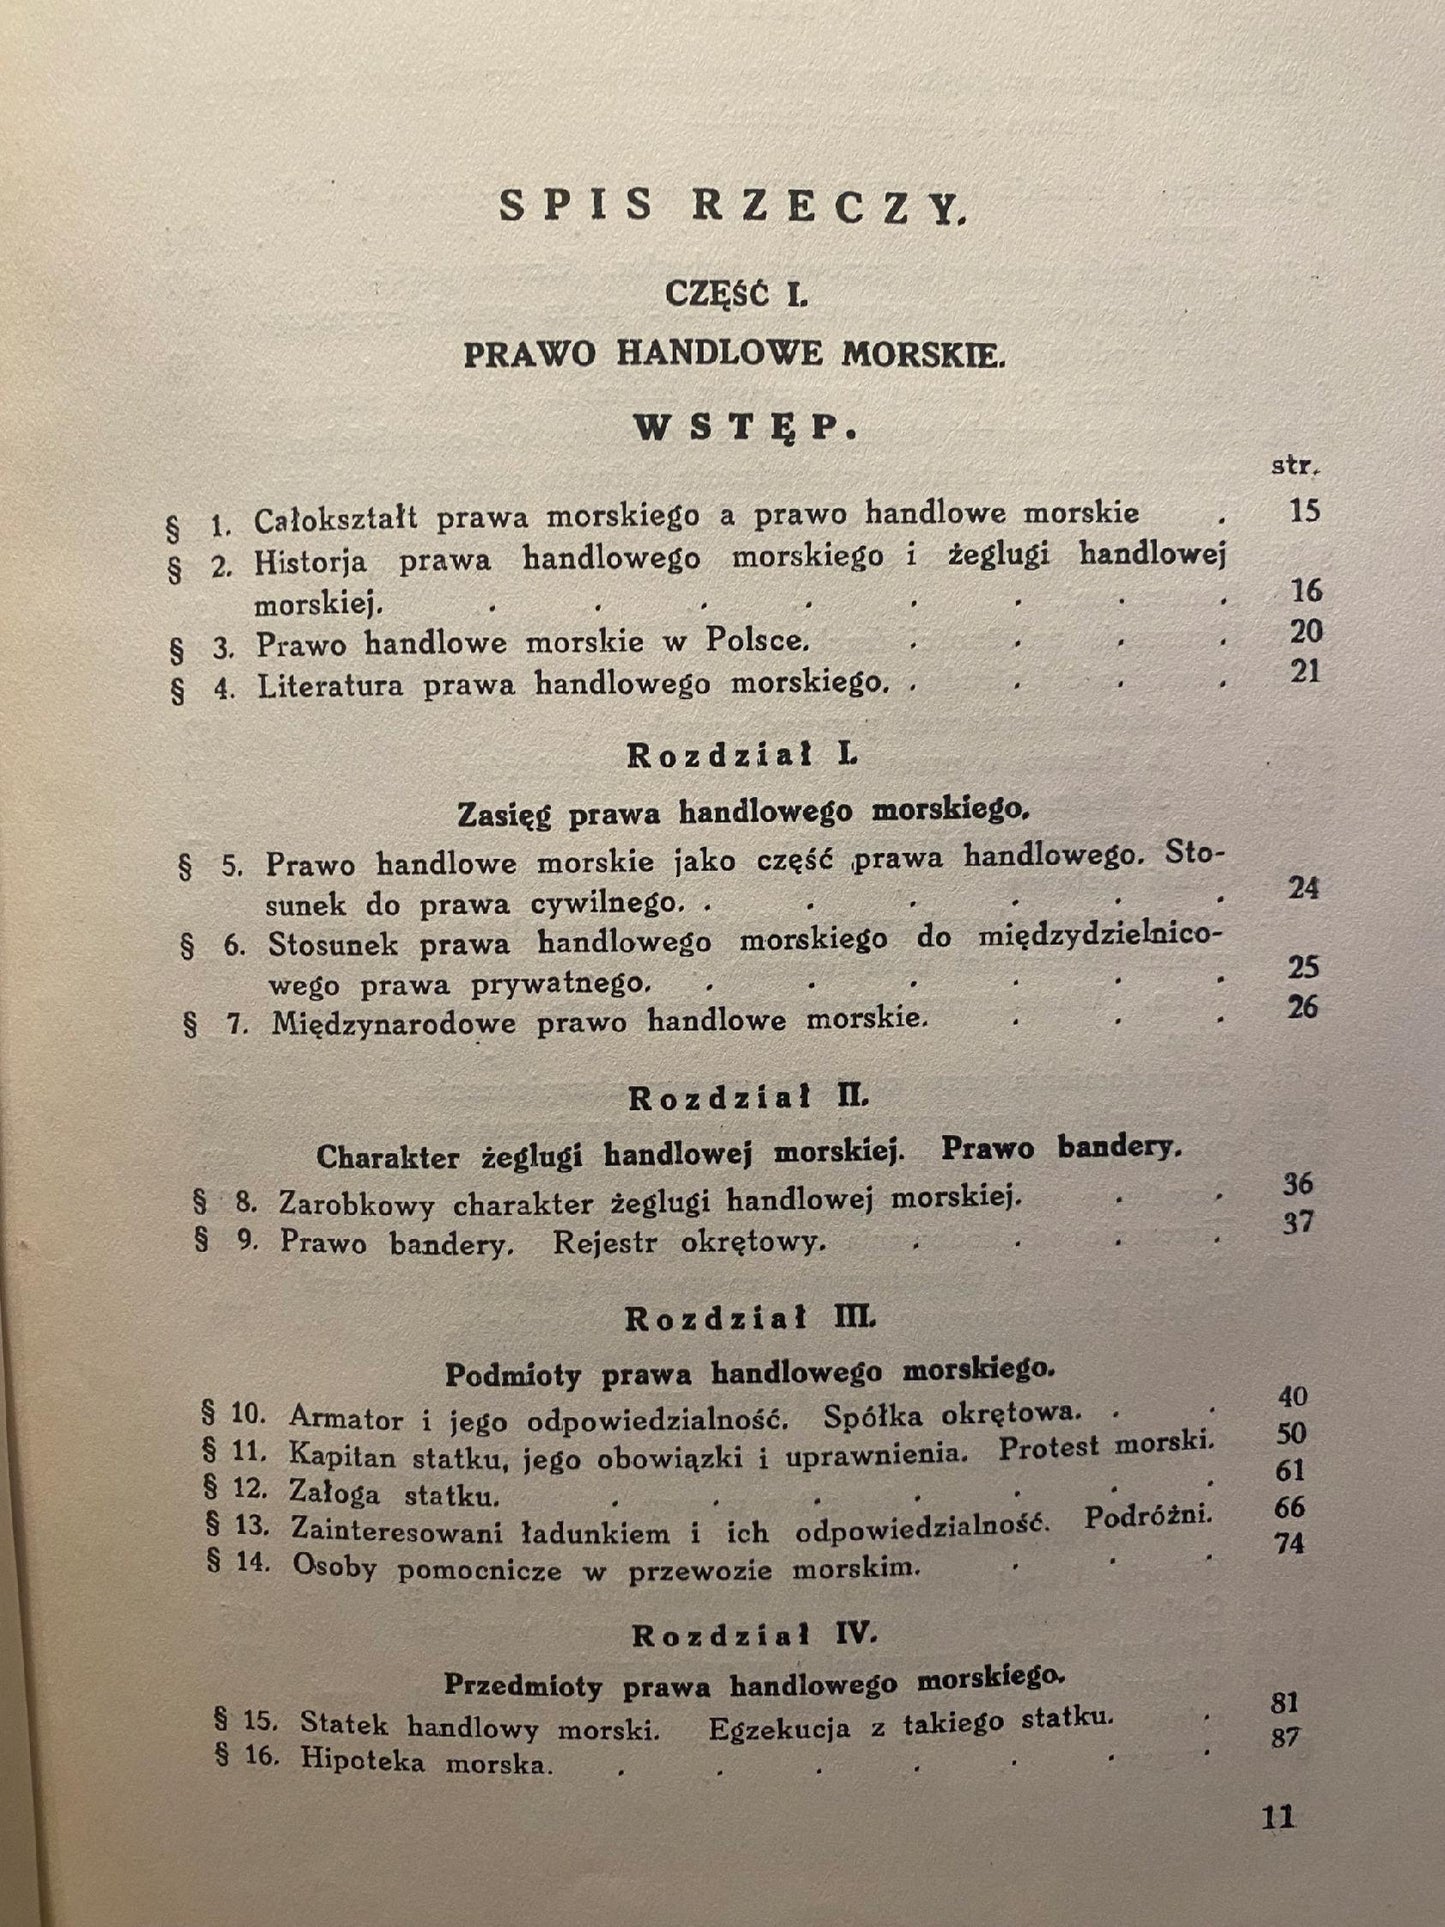 SPIS RZECZY.
CZĘŚĆ I.
PRAWO HANDLOWE MORSKIE.
WSTĘP.
str.
§ 1. Całokształt prawa morskiego a prawo handlowe morskie . 15
§ 2. Historja prawa handlowego morskiego i żeglugi handlowej
morskiej. . . . . . . . . 16
§ 3. Prawo handlowe morskie w Polsce. . . . . 20
§ 4. Literatura prawa handlowego morskiego. . . . . 21
Rozdział I.
Zasięg prawa handlowego morskiego.
§ 5. Prawo handlowe morskie jako część prawa handlowego. Sto-
sunek do prawa cywilnego. . . . . . . 24
§ 6. Stosunek prawa handlowego morskiego do międzydzielnico-
wego prawa prywatnego. . . . . . . 25
§ 7. Międzynarodowe prawo handlowe morskie. . . . 26
Rozdział II.
Charakter żeglugi handlowej morskiej. Prawo bandery.
§ 8. Zarobkowy charakter żeglugi handlowej morskiej. . . 36
§ 9. Prawo bandery. Rejestr okrętowy. . . . . 37
Rozdział III.
Podmioty prawa handlowego morskiego.
§ 10. Armator i jego odpowiedzialność. Spółka okrętowa. . . 40
§ 11. Kapitan statku, jego obowiązki i uprawnienia. Protest morski. 50
§ 12. Załoga statku. . . . . . . . 61
§ 13. Zainteresowani ładunkiem i ich odpowiedzialność. Podróżni. 66
§ 14. Osoby pomocnicze w przewozie morskim. . . . 74
Rozdział IV.
Przedmioty prawa handlowego morskiego.
§ 15. Statek handlowy morski. Egzekucja z takiego statku. . 81
§ 16. Hipoteka morska. . . . . . . . 87
11